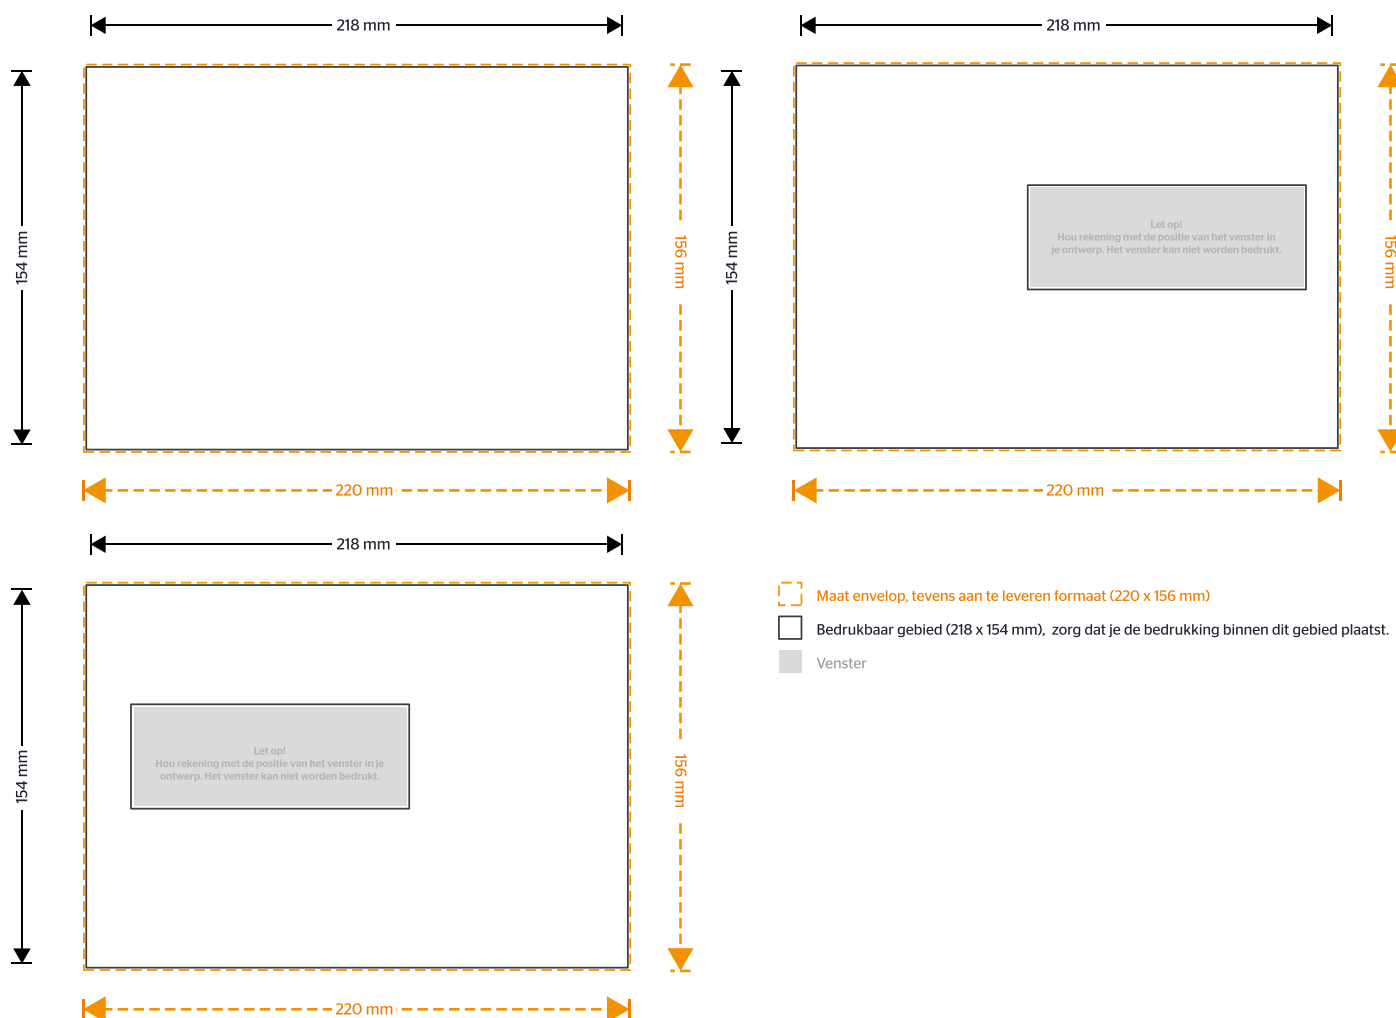 218 mm
218 mm
154 mm
156 mm
154 mm
156 mm
Let op!
Hou rekening met de positie van het venster in
je ontwerp. Het venster kan niet worden bedrukt.
220 mm
220 mm
218 mm
154 mm
156 mm
Let op!
Hou rekening met de positie van het venster in je
ontwerp. Het venster kan niet worden bedrukt.
220 mm
Maat envelop, tevens aan te leveren formaat (220 x 156 mm)
Bedrukbaar gebied (218 x 154 mm), zorg dat je de bedrukking binnen dit gebied plaatst.
Venster